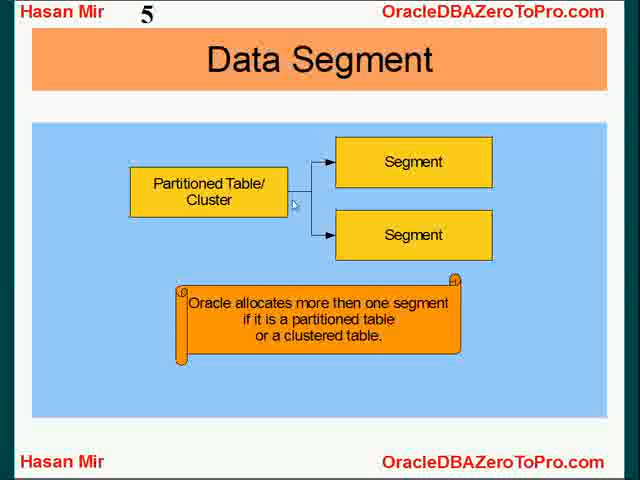 Hasan Mir
5
OracleDBAZeroToPro.com
Data Segment
Partitioned Table/
Cluster
Segment
Segment
Oracle allocates more then one segment
if it is a partitioned table
or a clustered table.
Hasan Mir
OracleDBAZeroToPro.com